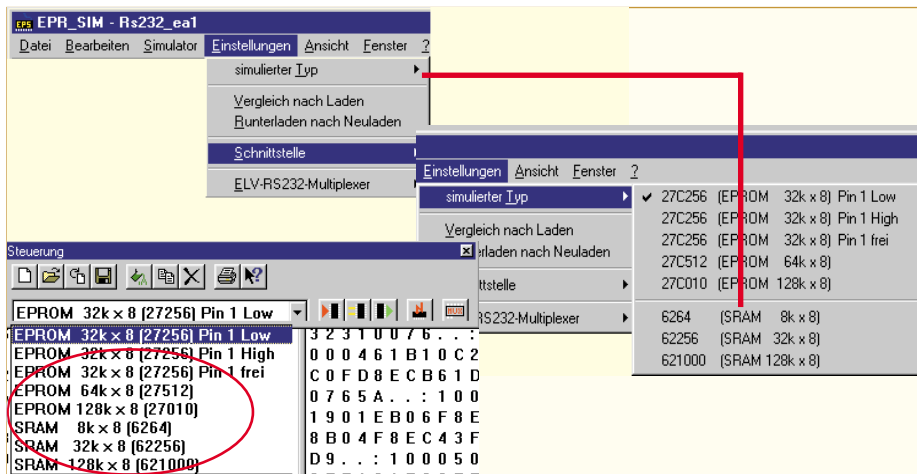 EPS EPR_SIM - Rs232_ea1
Datei Bearbeiten Simulator Einstellungen Ansicht Fenster ?
simulierter Typ
Vergleich nach Laden
Runterladen nach Neuladen
Schnittstelle
ELV-RS232-Multiplexer
Einstellungen Ansicht Fenster ?
simulierter Typ
Vergleich nach Laden
erladen nach Neuladen
ttstelle
RS232-Multiplexer
27C256 (EPROM 32k x 8) Pin 1 Low
27C256 (EPROM 32k x 8) Pin 1 High
27C256 (EPROM 32k x 8) Pin 1 frei
27C512 (EPROM 64k x 8)
27C010 (EPROM 128k x 8)
6264 (SRAM 8k x 8)
62256 (SRAM 32k x 8)
621000 (SRAM 128k x 8)
Steuerung
EPROM 32k x 8 (27256) Pin 1 Low
MUX
EPROM 32k x 8 (27256) Pin 1 Low
EPROM 32k x 8 (27256) Pin 1 High
EPROM 32k x 8 (27256) Pin 1 frei
EPROM 64k x 8 (27512)
EPROM 128k x 8 (27010)
SRAM 8k x 8 (6264)
SRAM 32k x 8 (62256)
SRAM 128k x 8 (621000)
3 2 3 1 0 0 7 6 . . :
0 0 0 4 6 1 B 1 0 C 2
C 0 F D 8 E C B 6 1 D
0 7 6 5 A . . : 1 0 0
1 9 0 1 E B 0 6 F 8 E
8 B 0 4 F 8 E C 4 3 F
D 9 . . : 1 0 0 0 5 0